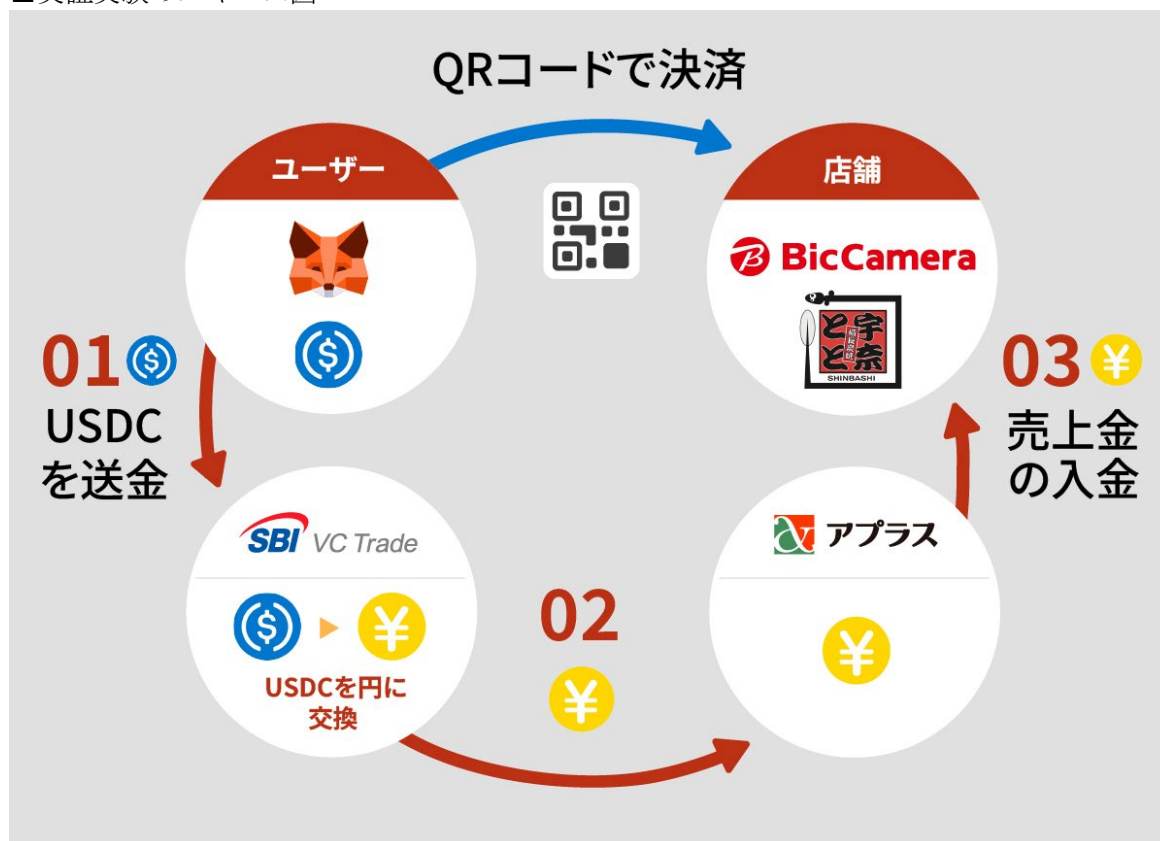 QRコードで決済
ユーザー
店舗
BicCamera
宇奈
とと
SHINBASHI
01
USDC
を送金
03
¥
売上金
の入金
SBI VC Trade
$
¥
USDCを円に
交換
02
¥
アプラス
¥